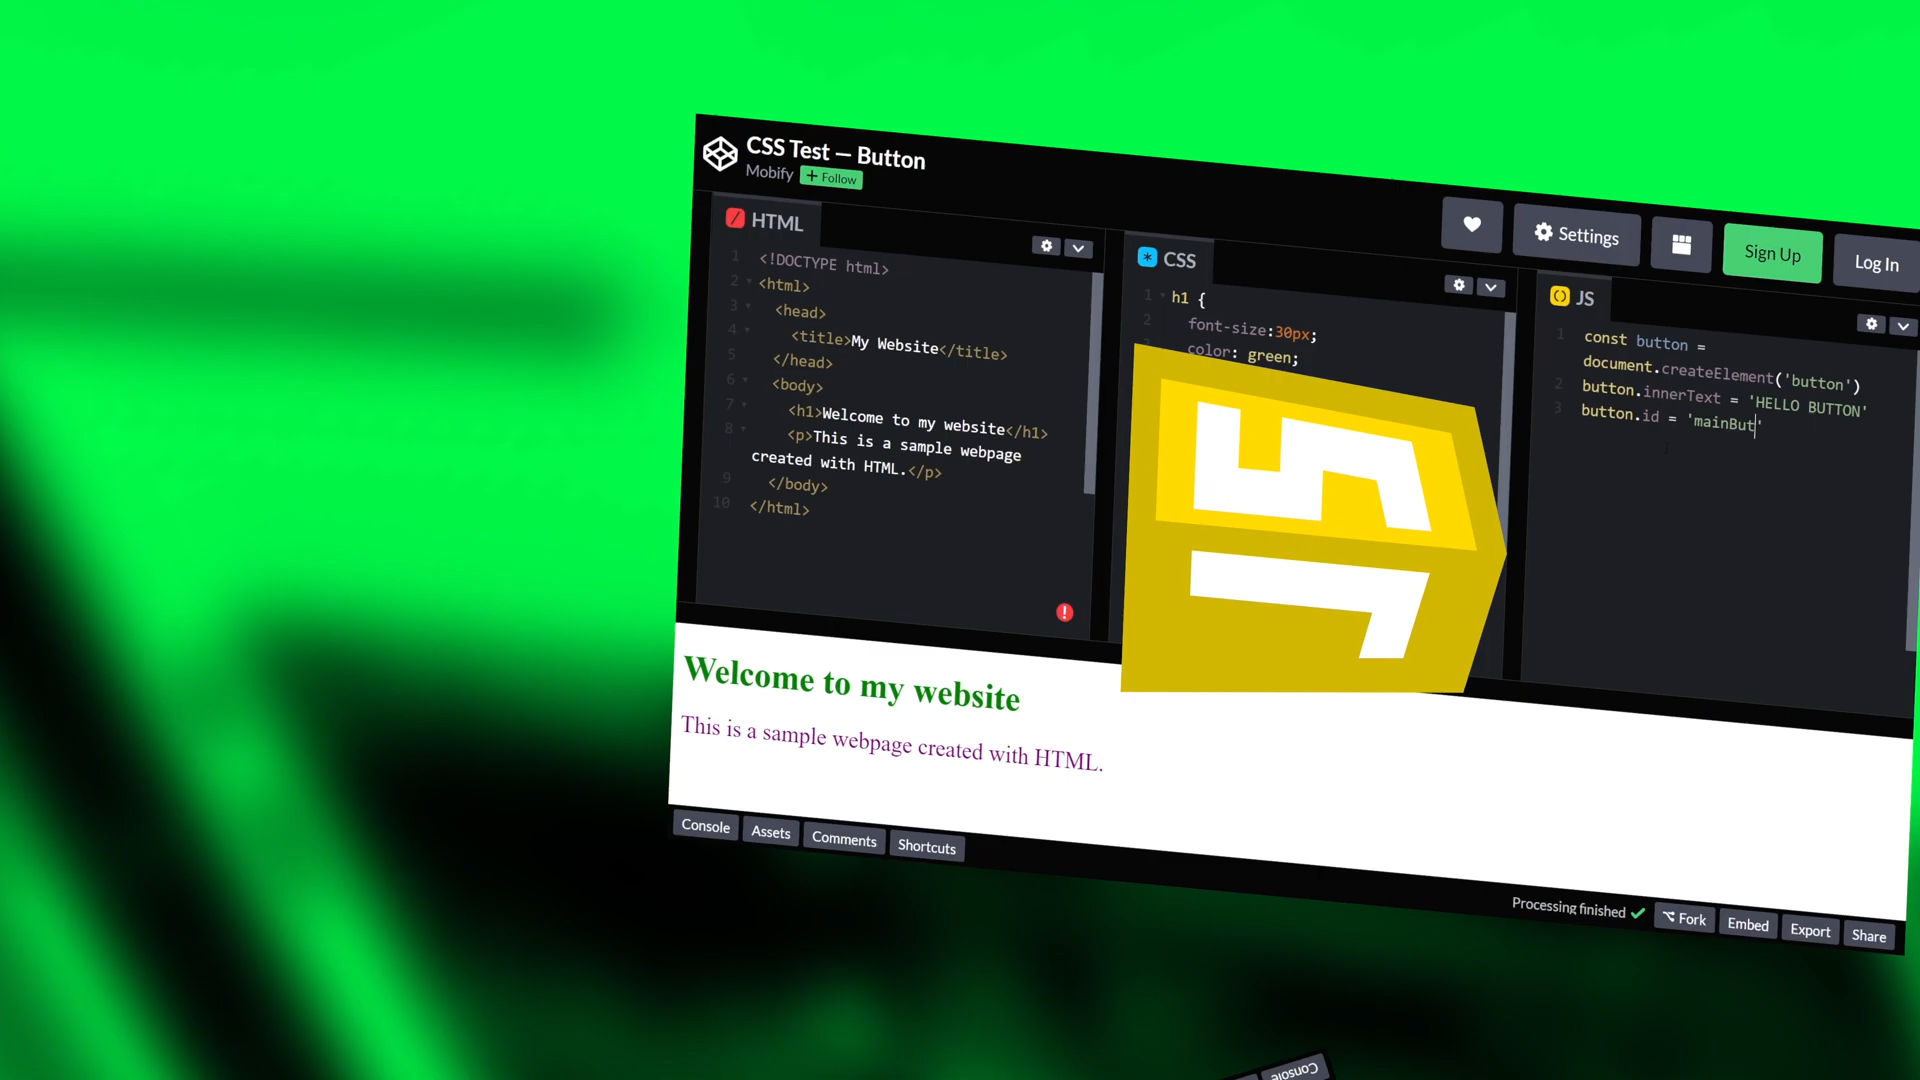 CSS Test — Button
Mobify
+ Follow
Settings
Sign Up
Log In
HTML
1 <!DOCTYPE html>
2 <html>
3 <head>
4 <title>My Website</title>
5 </head>
6 <body>
7 <h1>Welcome to my website</h1>
8 <p>This is a sample webpage
created with HTML.</p>
9 </body>
10 </html>
CSS
1 h1 {
2 font-size:30px;
color: green;
JS
1 const button =
document.createElement('button')
2 button.innerText = 'HELLO BUTTON'
3 button.id = 'mainBut'
Welcome to my website
This is a sample webpage created with HTML.
Console
Assets
Comments
Shortcuts
Processing finished
Fork
Embed
Export
Share
Console